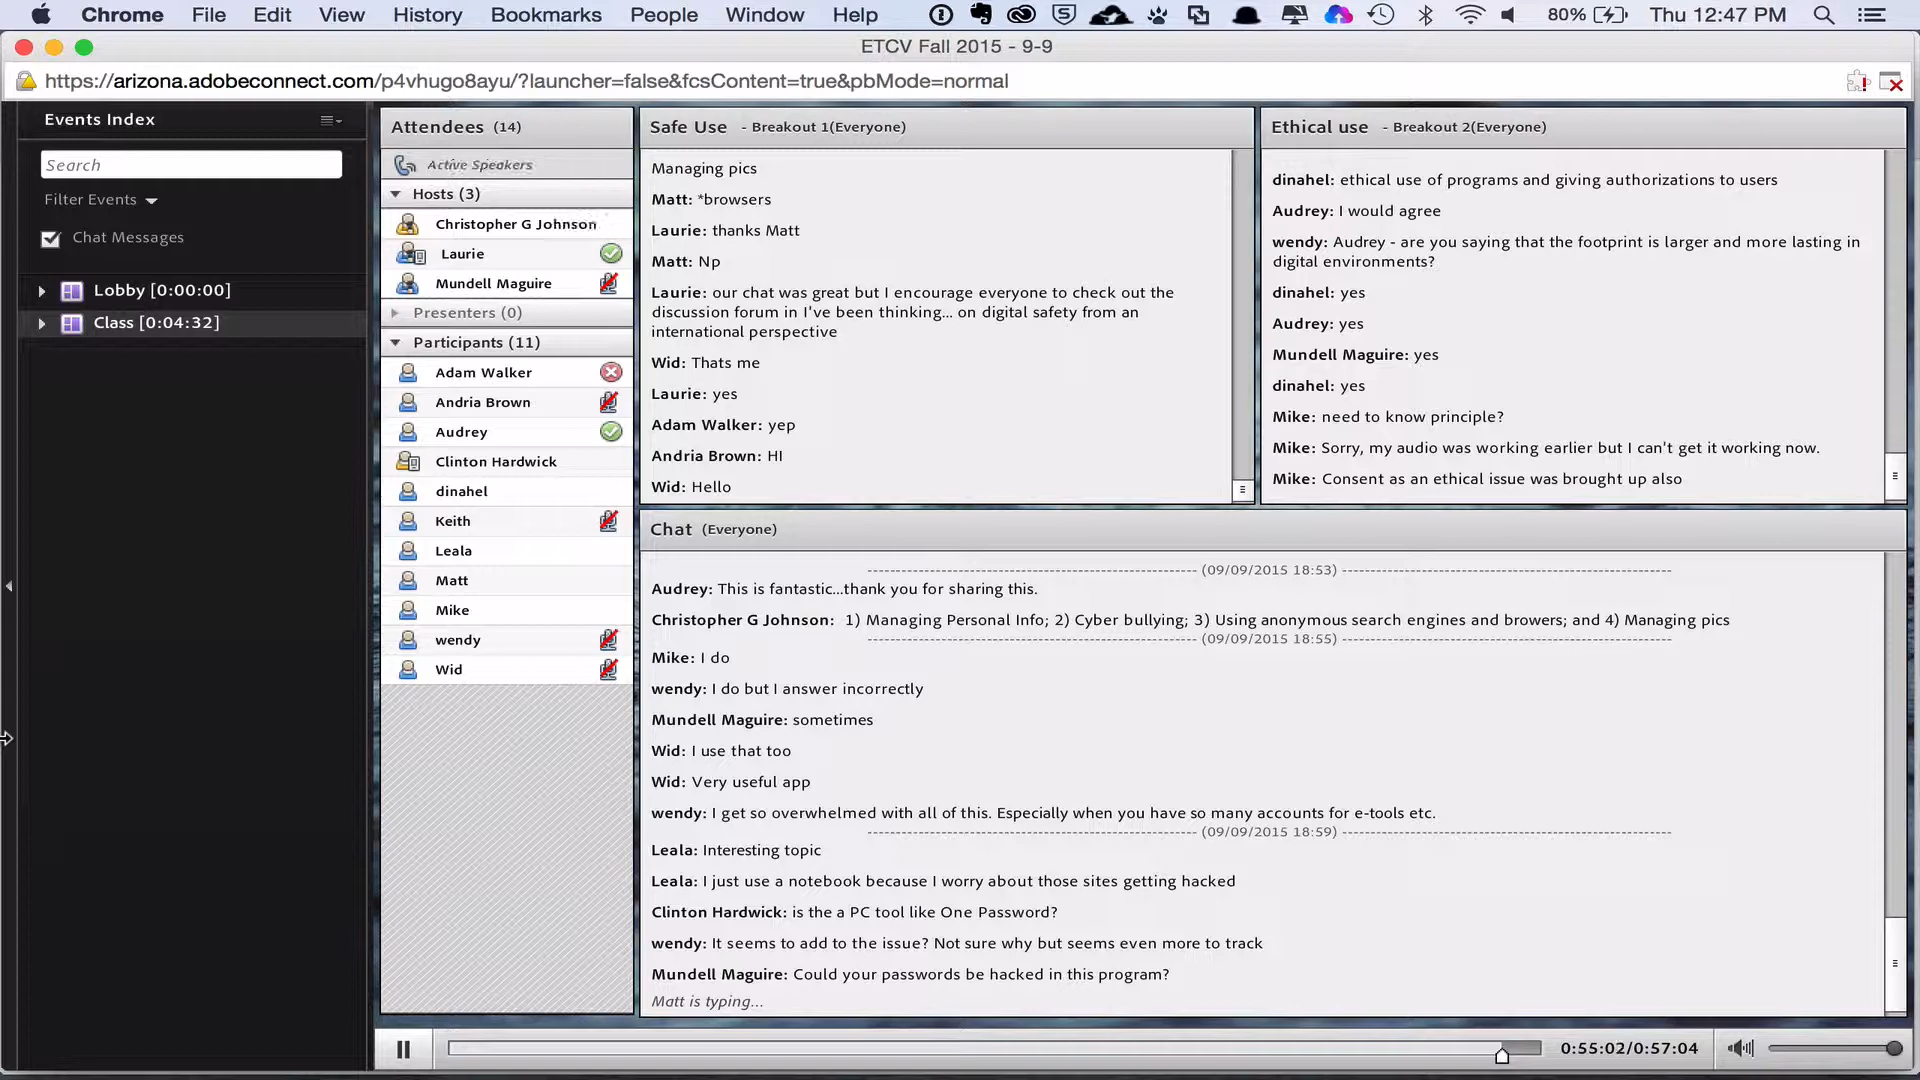 Chrome File Edit View History Bookmarks People Window Help 80% Thu 12:47 PM
ETCV Fall 2015 - 9-9
https://arizona.adobeconnect.com/p4vhugo8ayu/?launcher=false&fcsContent=true&pbMode=normal
Events Index
Search
Filter Events
Chat Messages
Lobby [0:00:00]
Class [0:04:32]
Attendees (14)
Active Speakers
Hosts (3)
Christopher G Johnson
Laurie
Mundell Maguire
Presenters (0)
Participants (11)
Adam Walker
Andria Brown
Audrey
Clinton Hardwick
dinahel
Keith
Leala
Matt
Mike
wendy
Wid
Safe Use - Breakout 1(Everyone)
Managing pics
Matt: *browsers
Laurie: thanks Matt
Matt: Np
Laurie: our chat was great but I encourage everyone to check out the
discussion forum in I've been thinking... on digital safety from an
international perspective
Wid: Thats me
Laurie: yes
Adam Walker: yep
Andria Brown: HI
Wid: Hello
Ethical use - Breakout 2(Everyone)
dinahel: ethical use of programs and giving authorizations to users
Audrey: I would agree
wendy: Audrey - are you saying that the footprint is larger and more lasting in
digital environments?
dinahel: yes
Audrey: yes
Mundell Maguire: yes
dinahel: yes
Mike: need to know principle?
Mike: Sorry, my audio was working earlier but I can't get it working now.
Mike: Consent as an ethical issue was brought up also
Chat (Everyone)
(09/09/2015 18:53)
Audrey: This is fantastic...thank you for sharing this.
Christopher G Johnson: 1) Managing Personal Info; 2) Cyber bullying; 3) Using anonymous search engines and browers; and 4) Managing pics
(09/09/2015 18:55)
Mike: I do
wendy: I do but I answer incorrectly
Mundell Maguire: sometimes
Wid: I use that too
Wid: Very useful app
wendy: I get so overwhelmed with all of this. Especially when you have so many accounts for e-tools etc.
(09/09/2015 18:59)
Leala: Interesting topic
Leala: I just use a notebook because I worry about those sites getting hacked
Clinton Hardwick: is the a PC tool like One Password?
wendy: It seems to add to the issue? Not sure why but seems even more to track
Mundell Maguire: Could your passwords be hacked in this program?
Matt is typing...
0:55:02/0:57:04